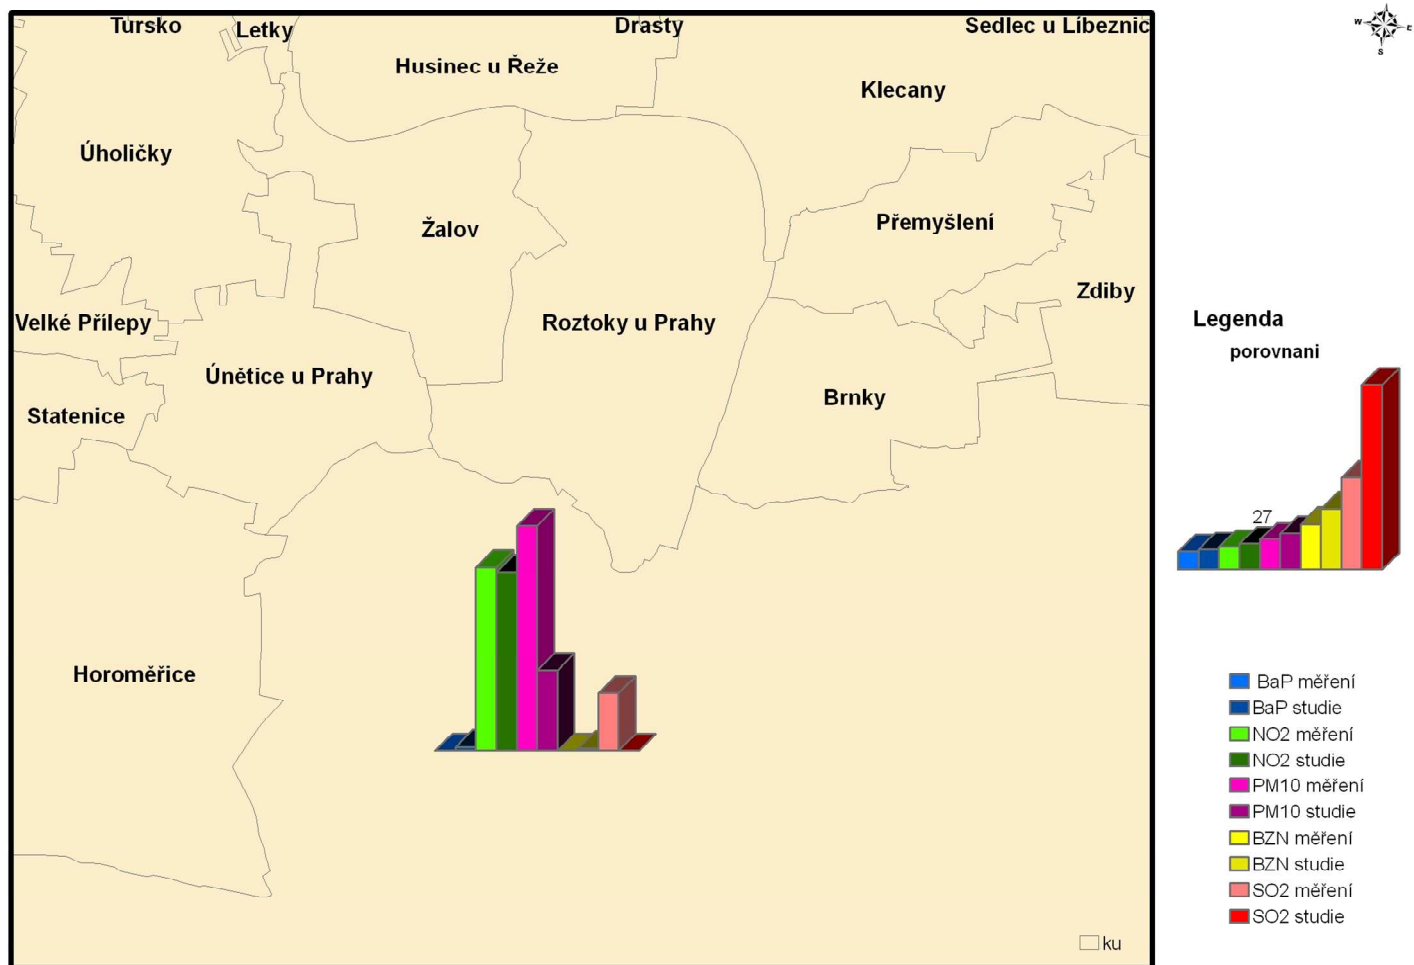 Tursko
Letky
Drasty
Sedlec u Líbeznic
Husinec u Řeže
Klecany
Úholičky
Žalov
Přemyšlení
Zdiby
Velké Přílepy
Roztoky u Prahy
Únětice u Prahy
Brnky
Statenice
Horoměřice
ku
W
E
S
Legenda
porovnani
27
BaP měření
BaP studie
NO2 měření
NO2 studie
PM10 měření
PM10 studie
BZN měření
BZN studie
SO2 měření
SO2 studie